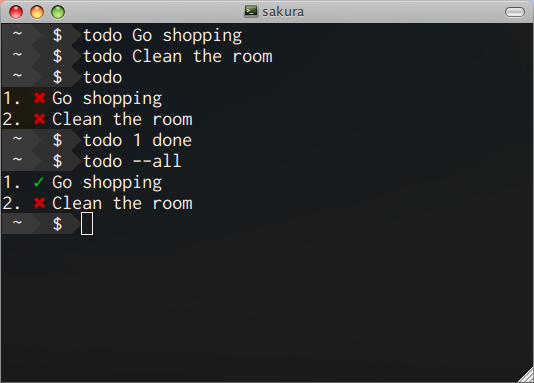 sakura
~ $ todo Go shopping
~ $ todo Clean the room
~ $ todo
1. ✖ Go shopping
2. ✖ Clean the room
~ $ todo 1 done
~ $ todo --all
1. ✓ Go shopping
2. ✖ Clean the room
~ $